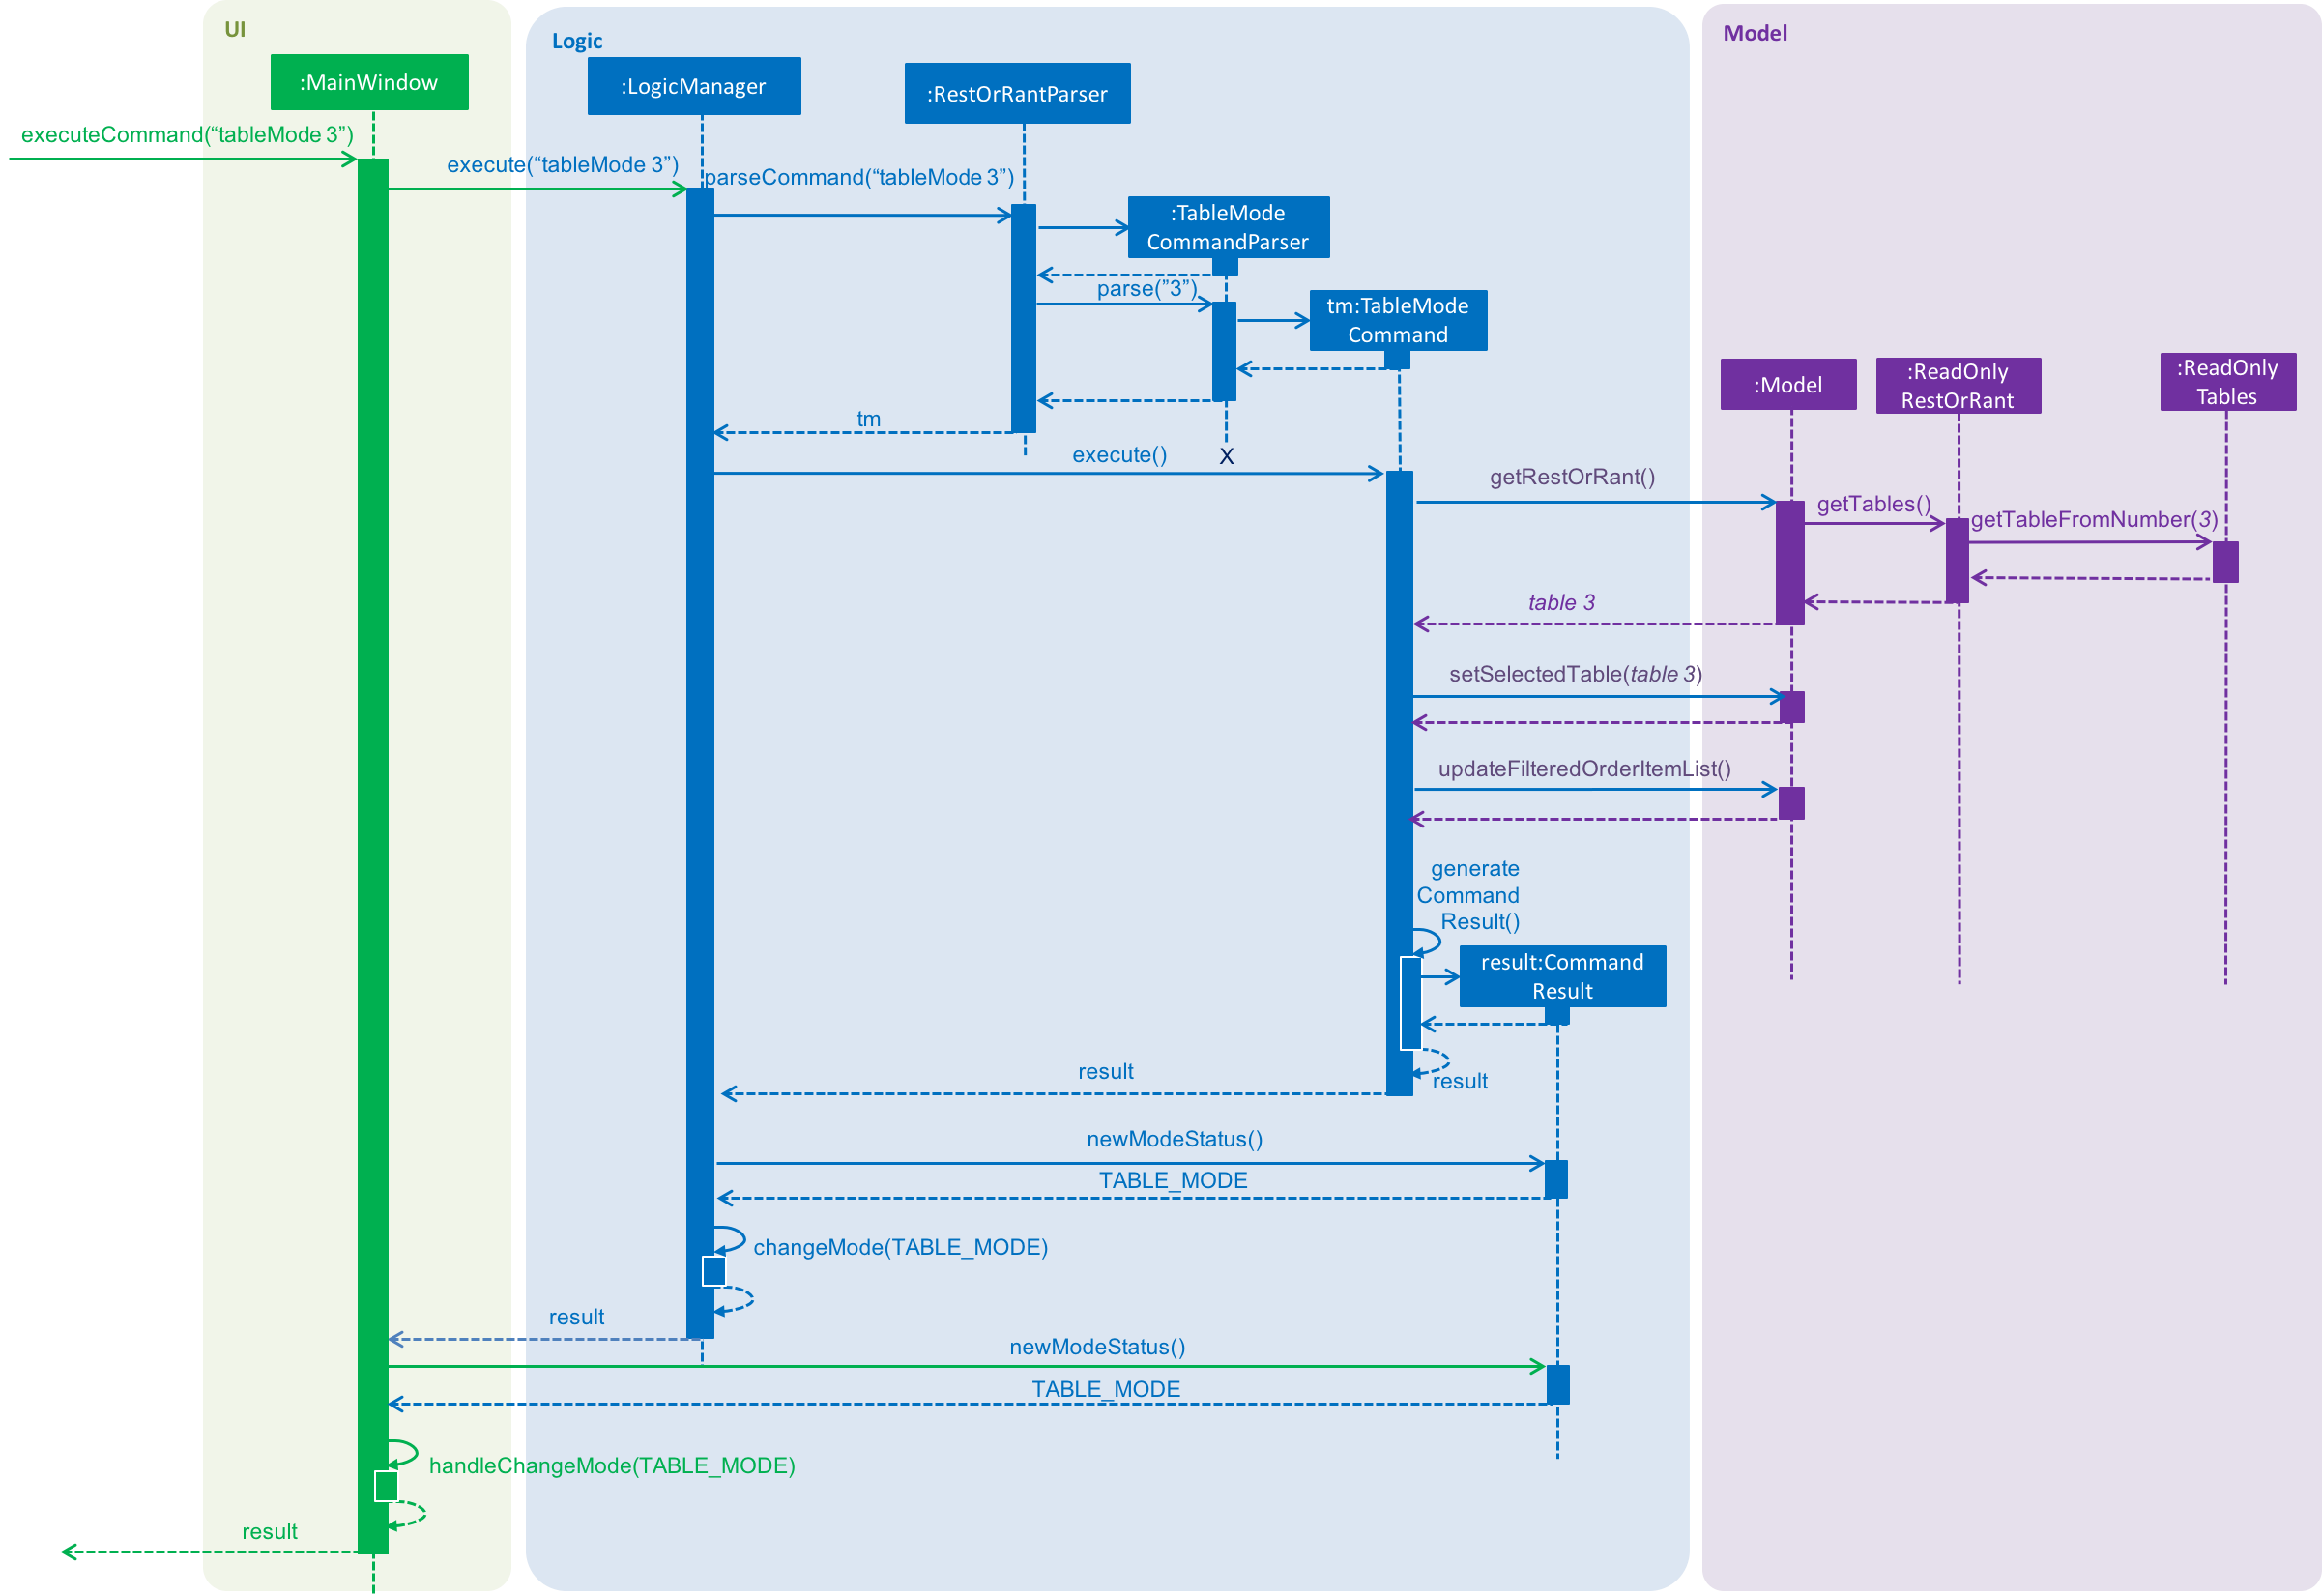 UI
Logic
Model
:MainWindow
:LogicManager
:RestOrRantParser
executeCommand(“tableMode 3”)
execute(“tableMode 3”)
parseCommand(“tableMode 3”)
:TableMode
CommandParser
parse(”3”)
tm:TableMode
Command
:Model
:ReadOnly
RestOrRant
:ReadOnly
Tables
tm
X
execute()
getRestOrRant()
getTables()
getTableFromNumber(3)
table 3
setSelectedTable(table 3)
updateFilteredOrderItemList()
generate
Command
Result()
result:Command
Result
result
result
newModeStatus()
TABLE_MODE
changeMode(TABLE_MODE)
result
newModeStatus()
TABLE_MODE
handleChangeMode(TABLE_MODE)
result